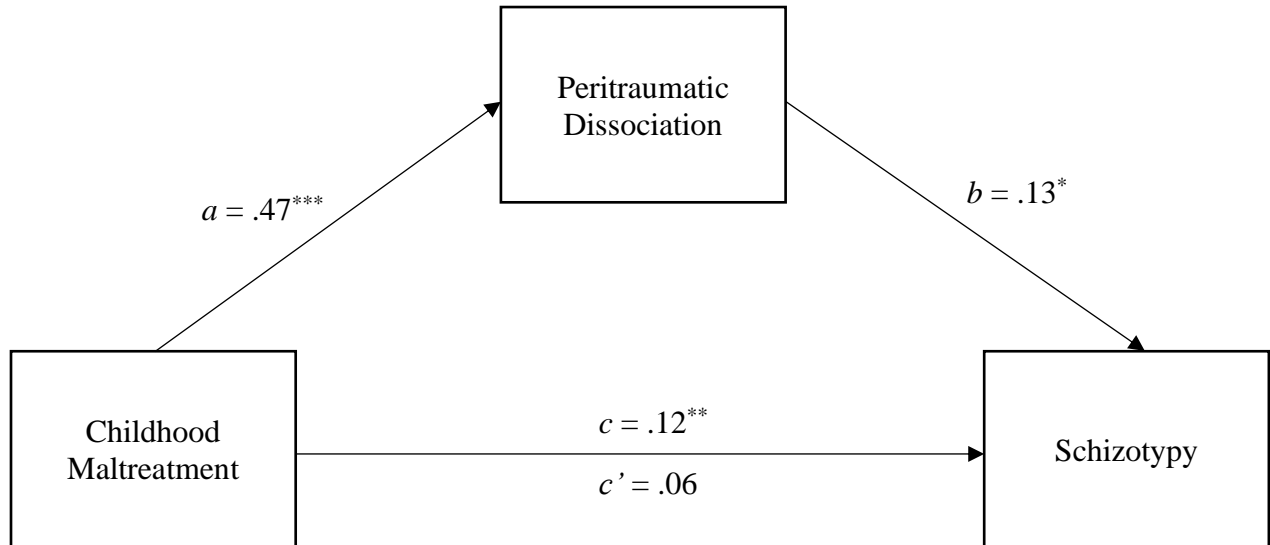 Peritraumatic
Dissociation
a = .47***
b = .13*
Childhood
Maltreatment
c = .12**
c’ = .06
Schizotypy